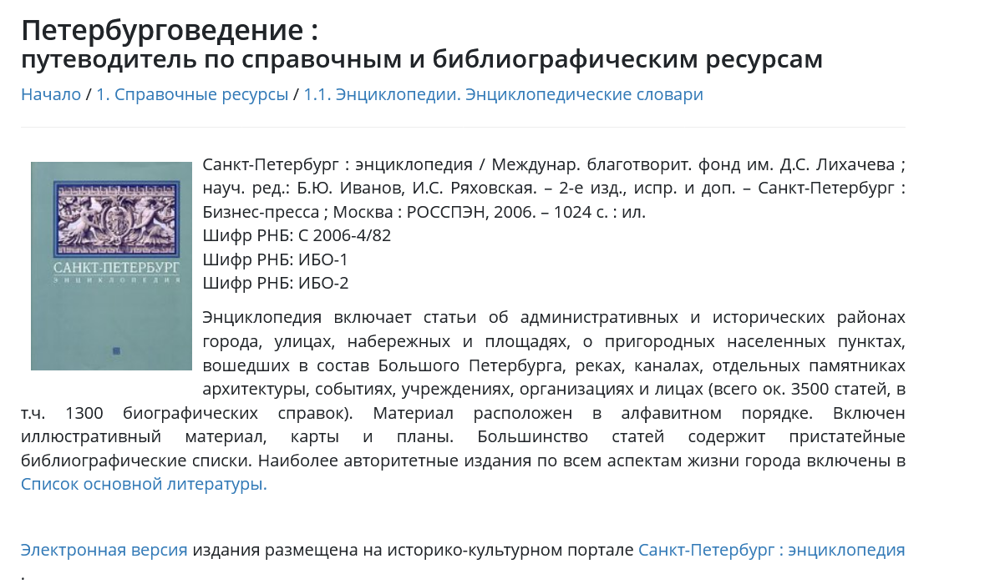 Петербурговедение :
путеводитель по справочным и библиографическим ресурсам
Начало / 1. Справочные ресурсы / 1.1. Энциклопедии. Энциклопедические словари
САНКТ-ПЕТЕРБУРГ
ЭНЦИКЛОПЕДИЯ
Санкт-Петербург : энциклопедия / Междунар. благотворит. фонд им. Д.С. Лихачева ;
науч. ред.: Б.Ю. Иванов, И.С. Ряховская. – 2-е изд., испр. и доп. – Санкт-Петербург :
Бизнес-пресса ; Москва : РОССПЭН, 2006. – 1024 с. : ил.
Шифр РНБ: С 2006-4/82
Шифр РНБ: ИБО-1
Шифр РНБ: ИБО-2
Энциклопедия включает статьи об административных и исторических районах
города, улицах, набережных и площадях, о пригородных населенных пунктах,
вошедших в состав Большого Петербурга, реках, каналах, отдельных памятниках
архитектуры, событиях, учреждениях, организациях и лицах (всего ок. 3500 статей, в
т.ч. 1300 биографических справок). Материал расположен в алфавитном порядке. Включен
иллюстративный материал, карты и планы. Большинство статей содержит пристатейные
библиографические списки. Наиболее авторитетные издания по всем аспектам жизни города включены в
Список основной литературы.
Электронная версия издания размещена на историко-культурном портале Санкт-Петербург : энциклопедия
.